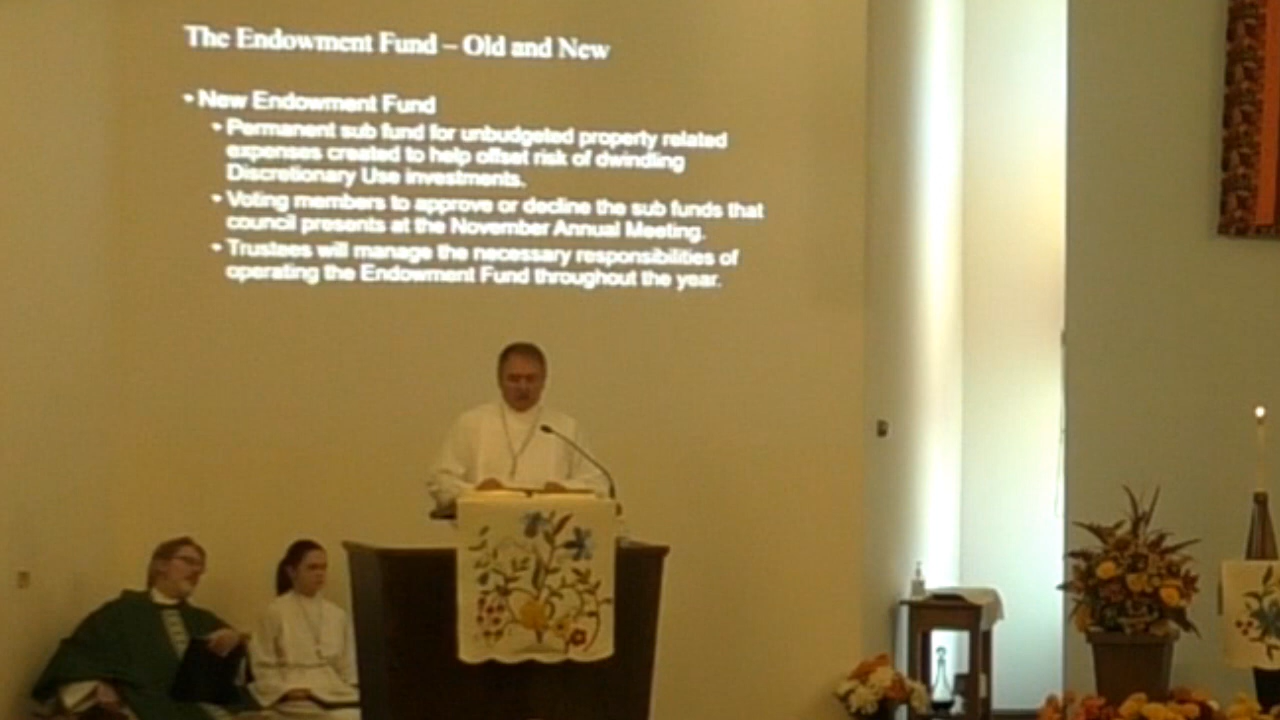 The Endowment Fund – Old and New
• New Endowment Fund
• Permanent sub fund for unbudgeted property related
expenses created to help offset risk of dwindling
Discretionary Use investments.
• Voting members to approve or decline the sub funds that
council presents at the November Annual Meeting.
• Trustees will manage the necessary responsibilities of
operating the Endowment Fund throughout the year.